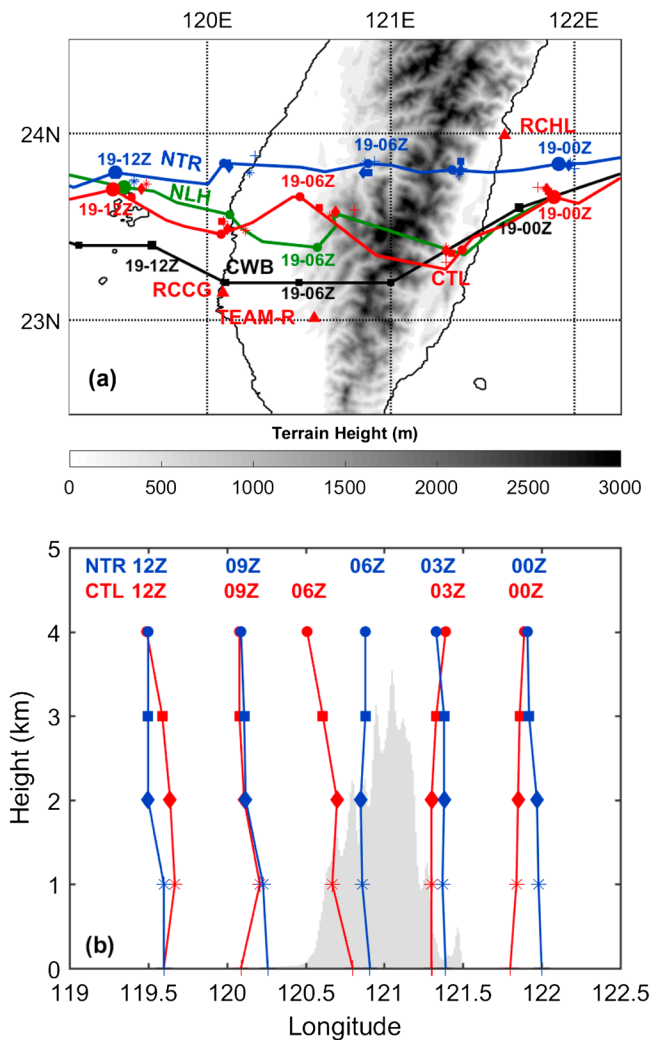 120E 121E 122E
24N
23N
RCHL
19-12Z NTR 19-06Z 19-00Z
NLH 19-06Z
19-12Z 19-00Z
19-06Z CTL 19-00Z
19-12Z CWB 19-06Z
RCCG
TEAM-R
(a)
Terrain Height (m)
0 500 1000 1500 2000 2500 3000
NTR 12Z 09Z 06Z 03Z 00Z
CTL 12Z 09Z 06Z 03Z 00Z
5
4
3
2
1
0
Height (km)
(b)
119 119.5 120 120.5 121 121.5 122 122.5
Longitude